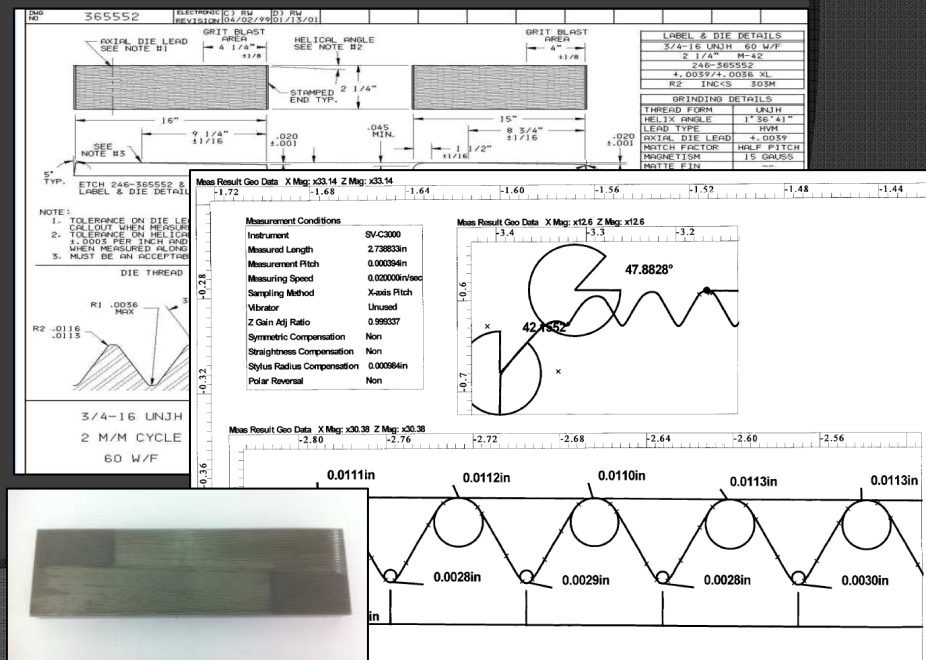 DWG NO 365552 ELECTRONIC REVISION C) RW 04/02/99 D) RW 01/13/01
AXIAL DIE LEAD
SEE NOTE #1
GRIT BLAST
AREA
4 1/4"
±1/8
HELICAL ANGLE
SEE NOTE #2
STAMPED
END TYP.
2 1/4"
GRIT BLAST
AREA
4"
±1/8
16"
9 1/4"
±1/16
.020
±.001
.045
MIN.
15"
8 3/4"
±1/16
1 1/2"
±1/16
.020
±.001
SEE
NOTE #3
5°
TYP.
ETCH 246-365552 &
LABEL & DIE DETAIL
LABEL & DIE DETAILS
3/4-16 UNJH 60 W/F
2 1/4" M-42
246-365552
+.0039/+.0036 XL
R2 INC<S 303M
GRINDING DETAILS
THREAD FORM UNJH
HELIX ANGLE 1°36'41"
LEAD TYPE HVM
AXIAL DIE LEAD +.0039
MATCH FACTOR HALF PITCH
MAGNETISM 15 GAUSS
MATTE FIN --
NOTE:
1. TOLERANCE ON DIE LE
CALLOUT WHEN MEASUR
2. TOLERANCE ON HELICA
±.0003 PER INCH AND
WHEN MEASURED ALONG
3. MUST BE AN ACCEPTAB
DIE THREAD
R1 .0036
MAX
3
R2 .0116
.0113
3/4-16 UNJH
2 M/M CYCLE
60 W/F
Meas Result Geo Data X Mag: x33.14 Z Mag: x33.14
-1.72 -1.68 -1.64 -1.60 -1.56 -1.52 -1.48 -1.44
-0.28
-0.32
-0.36
Measurement Conditions
Instrument SV-C3000
Measured Length 2.738833in
Measurement Pitch 0.000394in
Measuring Speed 0.020000in/sec
Sampling Method X-axis Pitch
Vibrator Unused
Z Gain Adj Ratio 0.999337
Symmetric Compensation Non
Straightness Compensation Non
Stylus Radius Compensation 0.000984in
Polar Reversal Non
Meas Result Geo Data X Mag: x12.6 Z Mag: x12.6
-3.4 -3.3 -3.2
-0.6
-0.7
47.8828°
42.1552°
Meas Result Geo Data X Mag: x30.38 Z Mag: x30.38
-2.80 -2.76 -2.72 -2.68 -2.64 -2.60 -2.56
0.0111in 0.0112in 0.0110in 0.0113in 0.0113in
0.0028in 0.0029in 0.0028in 0.0030in
in